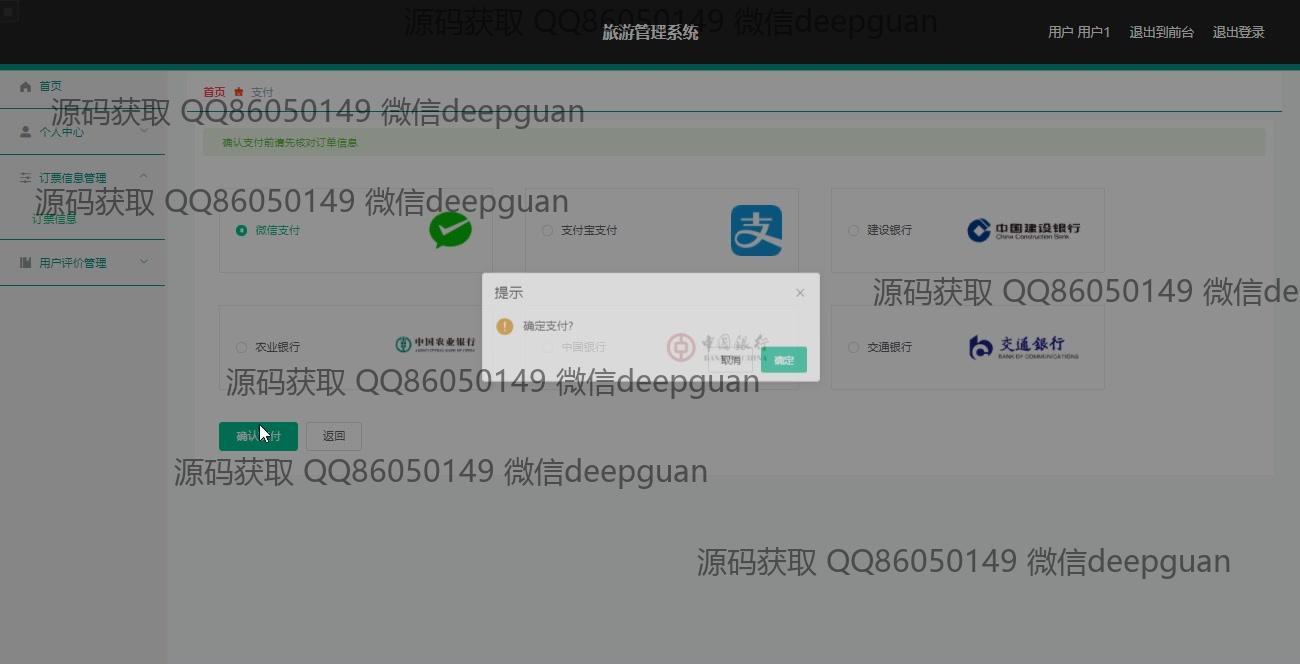 源码获取 QQ86050149 微信deepguan
旅游管理系统
用户 用户1 退出到前台 退出登录
首页
首页 支付
源码获取 QQ86050149 微信deepguan
个人中心
确认支付前请先核对订单信息
订票信息管理
源码获取 QQ86050149 微信deepguan
订票信息
微信支付
支付宝支付
支
建设银行
中国建设银行
China Construction Bank
用户评价管理
源码获取 QQ86050149 微信de
提示
确定支付?
农业银行
中国农业银行
AGRICULTURAL BANK OF CHINA
中国银行
中国银行
BANK OF CHINA
取消
确定
交通银行
交通银行
BANK OF COMMUNICATIONS
源码获取 QQ86050149 微信deepguan
确认支付
返回
源码获取 QQ86050149 微信deepguan
源码获取 QQ86050149 微信deepguan